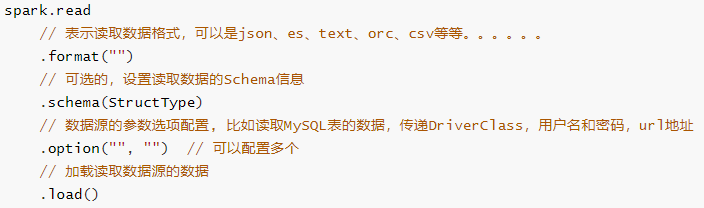 spark.read
// 表示读取数据格式，可以是json、es、text、orc、csv等等。。。。。。
.format("")
// 可选的，设置读取数据的Schema信息
.schema(StructType)
// 数据源的参数选项配置，比如读取MySQL表的数据，传递DriverClass，用户名和密码，url地址
.option("", "")  // 可以配置多个
// 加载读取数据源的数据
.load()